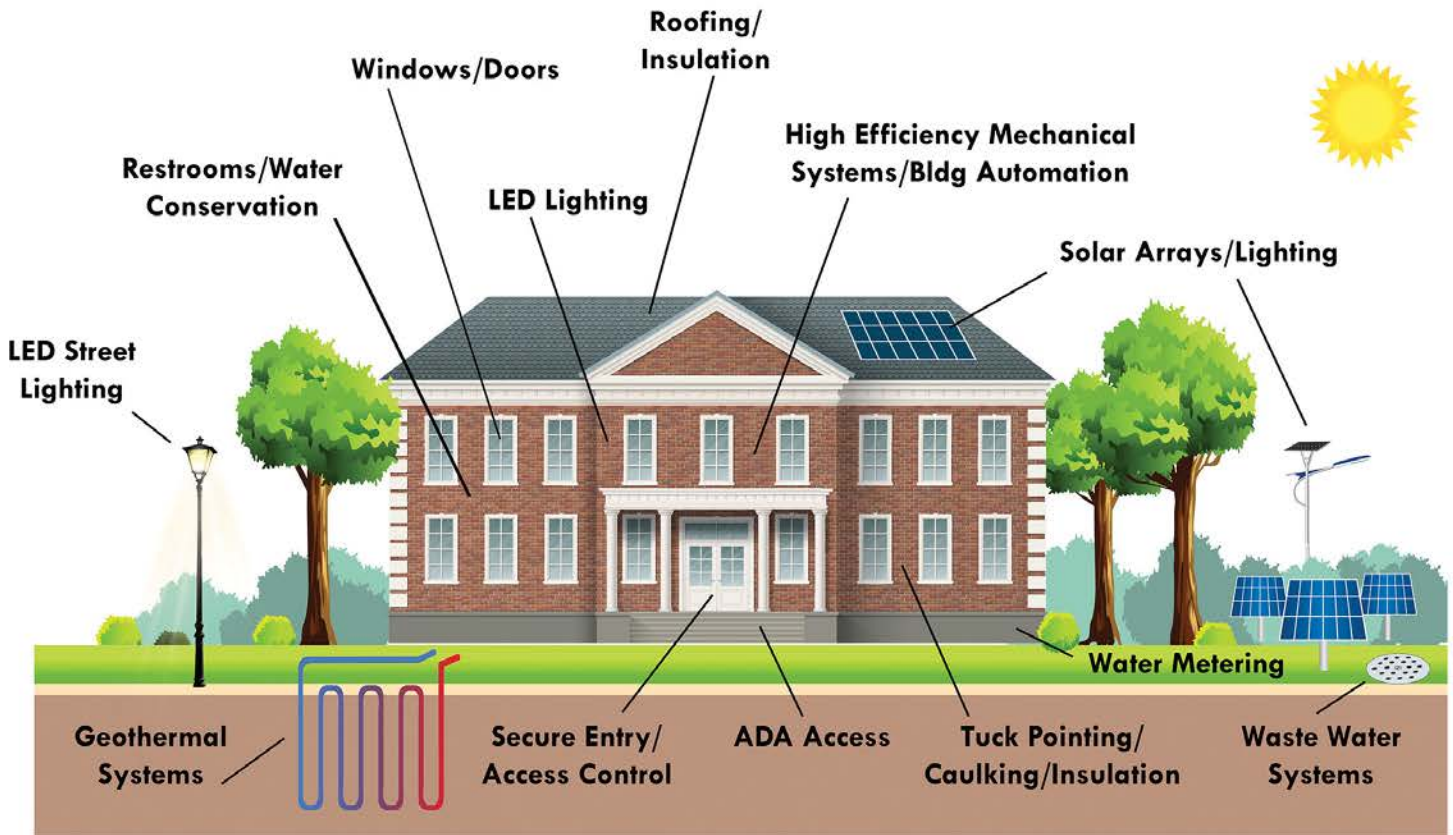 Roofing/
Insulation
Windows/Doors
High Efficiency Mechanical
Systems/Bldg Automation
Restrooms/Water
Conservation
LED Lighting
Solar Arrays/Lighting
LED Street
Lighting
Water Metering
Geothermal
Systems
Secure Entry/
Access Control
ADA Access
Tuck Pointing/
Caulking/Insulation
Waste Water
Systems